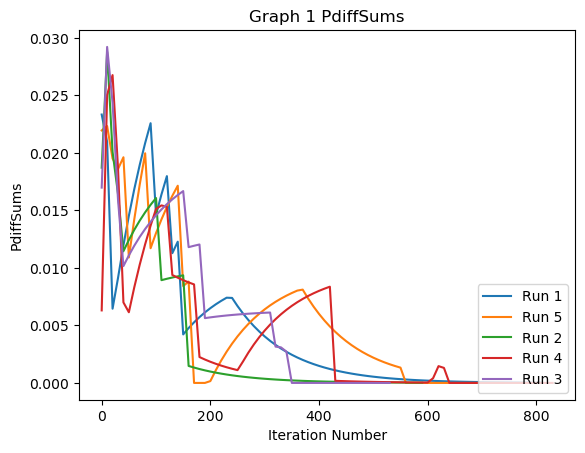 Graph 1 PdiffSums
0.030
0.025
0.020
0.015
0.010
0.005
0.000
PdiffSums
Run 1
Run 5
Run 2
Run 4
Run 3
0 200 400 600 800
Iteration Number